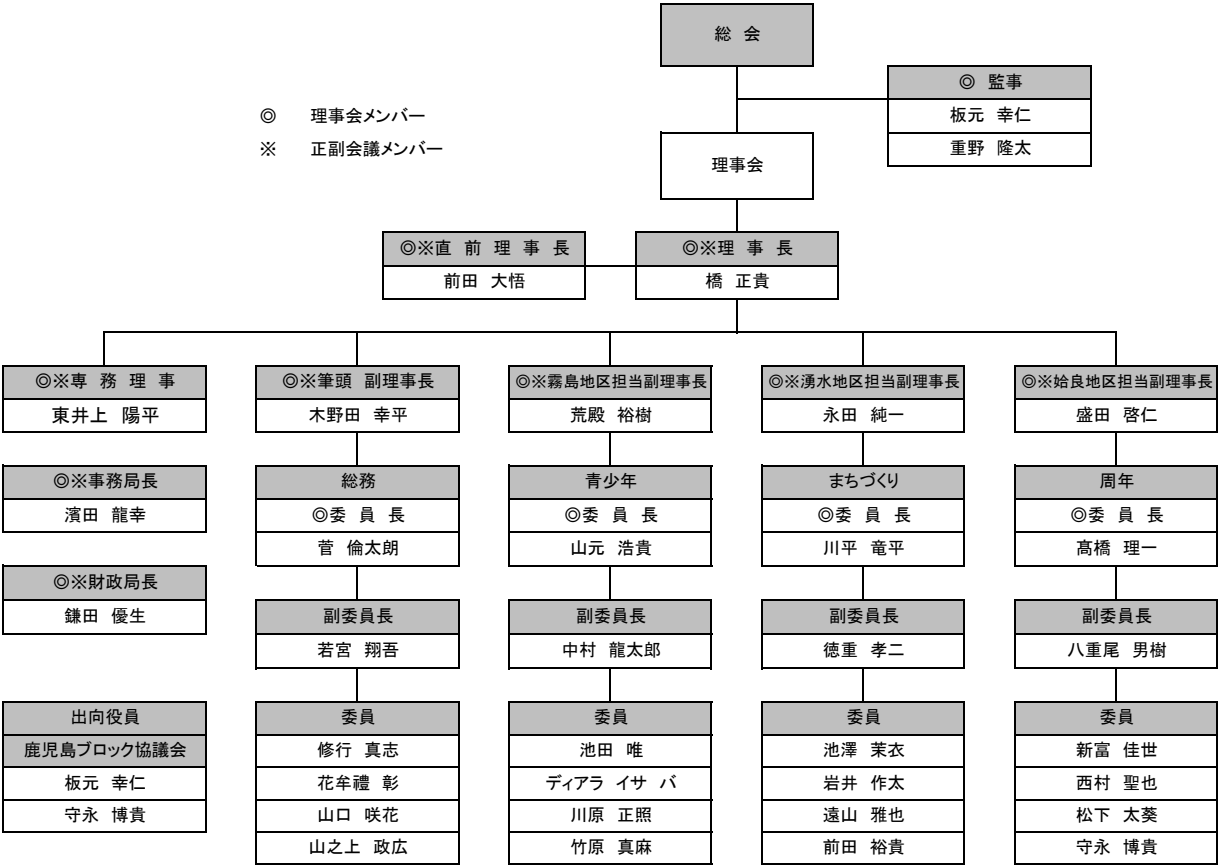 総 会
◎ 監事
板元 幸仁
重野 隆太
◎ 理事会メンバー
※ 正副会議メンバー
理事会
◎※直 前 理 事 長
前田 大悟
◎※理 事 長
橋 正貴
◎※専 務 理 事
東井上 陽平
◎※事務局長
濱田 龍幸
◎※財政局長
鎌田 優生
出向役員
鹿児島ブロック協議会
板元 幸仁
守永 博貴
◎※筆頭 副理事長
木野田 幸平
総務
◎委 員 長
菅 倫太朗
副委員長
若宮 翔吾
委員
修行 真志
花牟禮 彰
山口 咲花
山之上 政広
◎※霧島地区担当副理事長
荒殿 裕樹
青少年
◎委 員 長
山元 浩貴
副委員長
中村 龍太郎
委員
池田 唯
ディアラ イサ バ
川原 正照
竹原 真麻
◎※湧水地区担当副理事長
永田 純一
まちづくり
◎委 員 長
川平 竜平
副委員長
徳重 孝二
委員
池澤 茉衣
岩井 作太
遠山 雅也
前田 裕貴
◎※姶良地区担当副理事長
盛田 啓仁
周年
◎委 員 長
髙橋 理一
副委員長
八重尾 男樹
委員
新富 佳世
西村 聖也
松下 太葵
守永 博貴